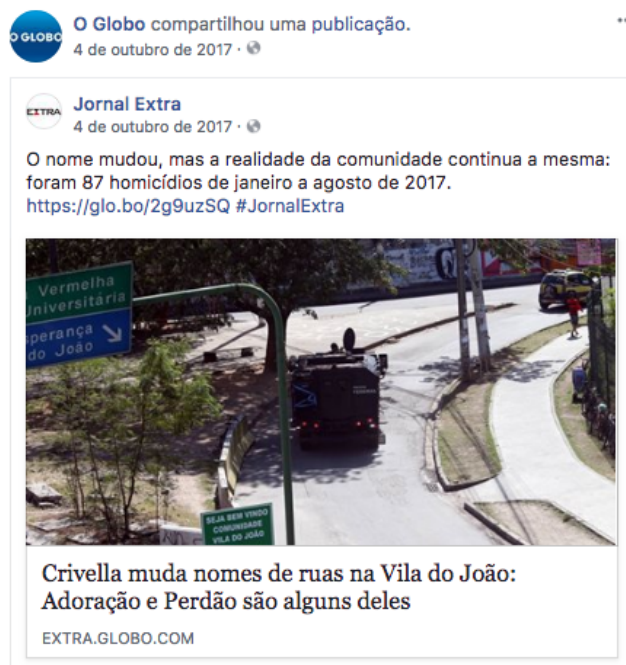 O GLOBO
O Globo compartilhou uma publicação.
4 de outubro de 2017 ·
EXTRA
Jornal Extra
4 de outubro de 2017 ·
O nome mudou, mas a realidade da comunidade continua a mesma:
foram 87 homicídios de janeiro a agosto de 2017.
https://glo.bo/2g9uzSQ #JornalExtra
Vermelha
Universitária
sperança
do João
SEJA BEM VINDO
COMUNIDADE
VILA DO JOÃO
Crivella muda nomes de ruas na Vila do João:
Adoração e Perdão são alguns deles
EXTRA.GLOBO.COM